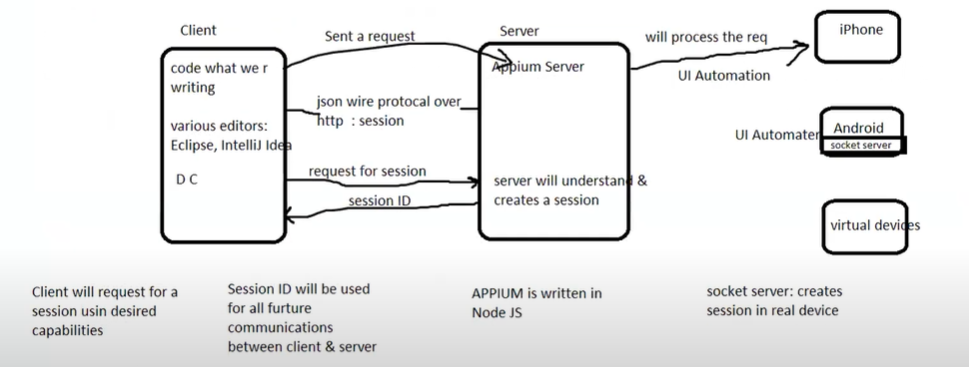 Client
code what we r
writing
various editors:
Eclipse, IntelliJ Idea
D C
Sent a request
json wire protocal over
http : session
request for session
session ID
Server
Appium Server
server will understand &
creates a session
will process the req
UI Automation
iPhone
UI Automater
Android
socket server
virtual devices
Client will request for a
session usin desired
capabilities
Session ID will be used
for all furture
communications
between client & server
APPIUM is written in
Node JS
socket server: creates
session in real device